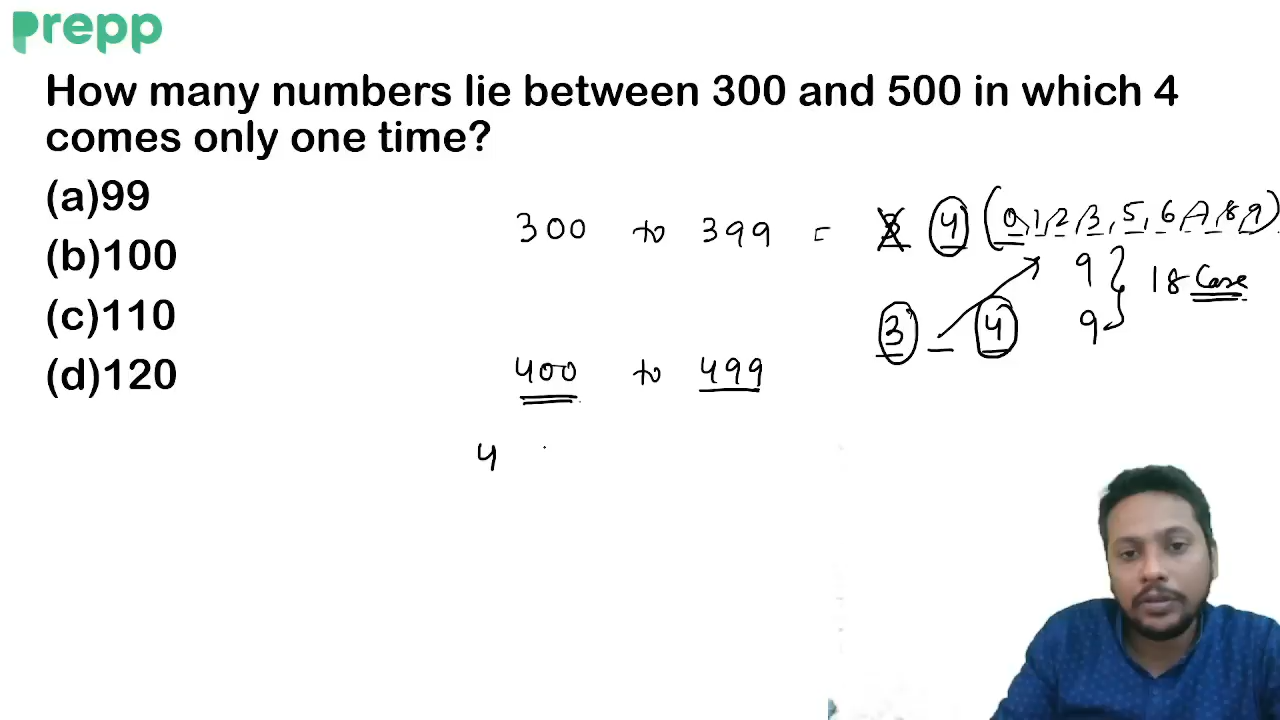 prepp
How many numbers lie between 300 and 500 in which 4
comes only one time?
(a)99
(b)100
(c)110
(d)120
300 to 399 = 3 4 (0,1,2,3,5,6,7,8,9)
9
18 Case
3 _ 4 9
400 to 499
4